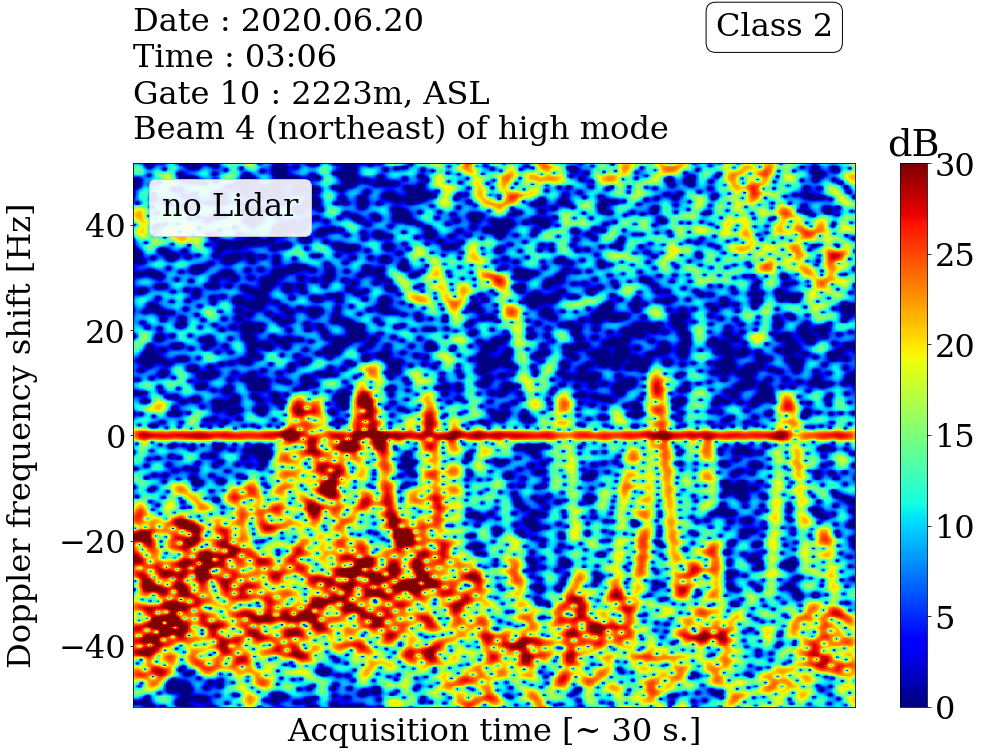 Date : 2020.06.20
Time : 03:06
Gate 10 : 2223m, ASL
Beam 4 (northeast) of high mode
Class 2
dB
no Lidar
Doppler frequency shift [Hz]
40
20
0
−20
−40
Acquisition time [~ 30 s.]
30
25
20
15
10
5
0